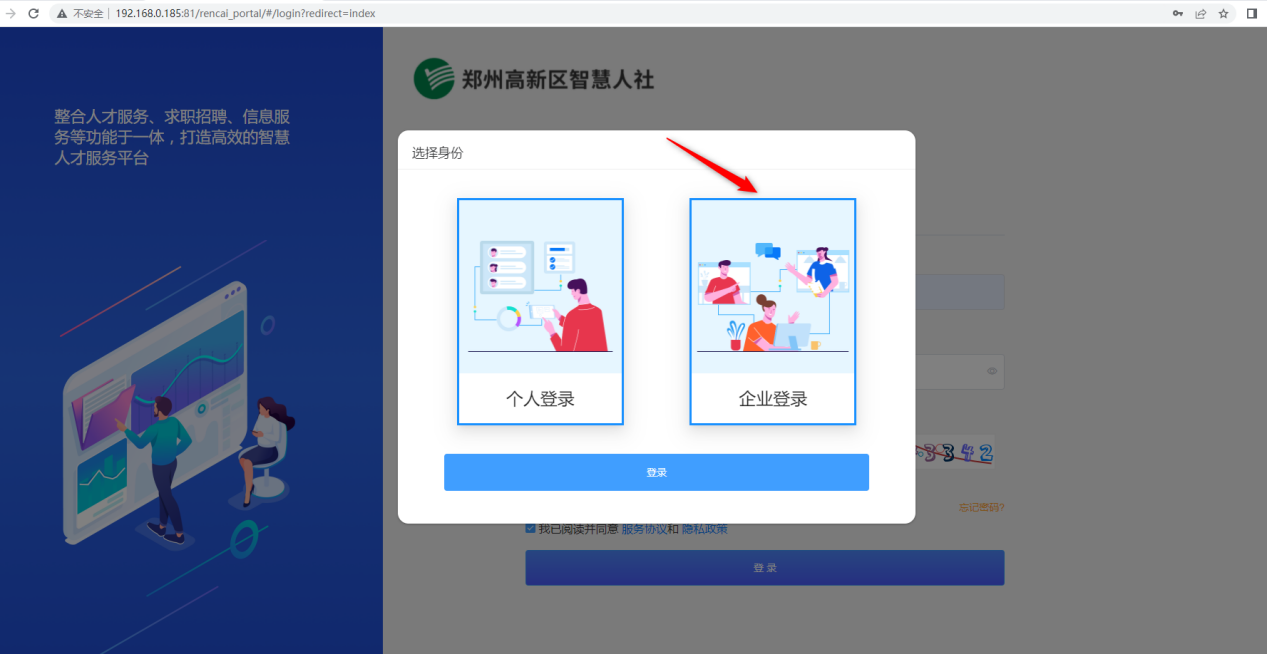 不安全
192.168.0.185:81/rencai_portal/#/login?redirect=index
整合人才服务、求职招聘、信息服
务等功能于一体，打造高效的智慧
人才服务平台
郑州高新区智慧人社
选择身份
个人登录
企业登录
登录
3342
忘记密码?
我已阅读并同意 服务协议和 隐私政策
登 录